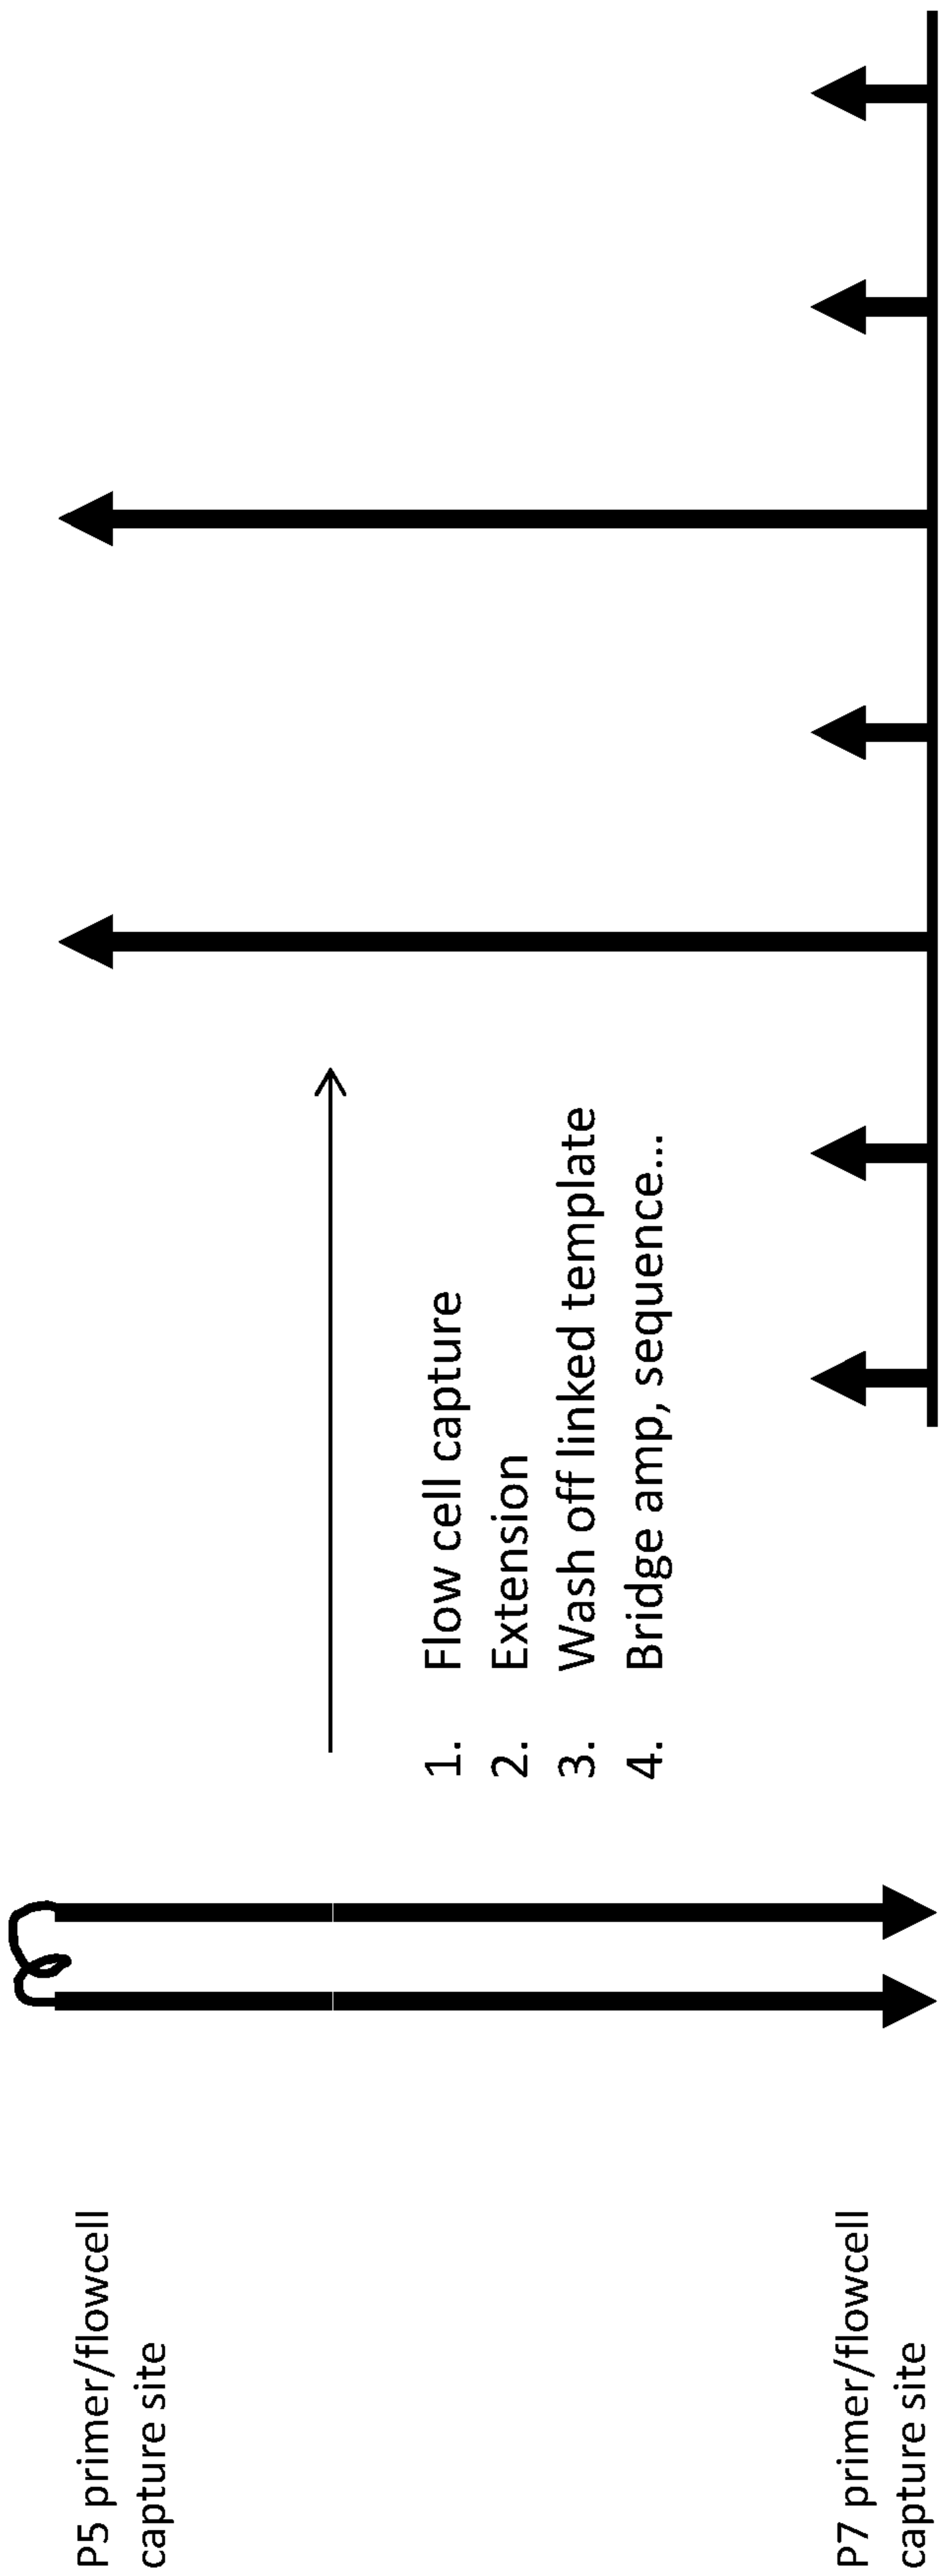 P5 primer/flowcell
capture site
1. Flow cell capture
2. Extension
3. Wash off linked template
4. Bridge amp, sequence...
P7 primer/flowcell
capture site